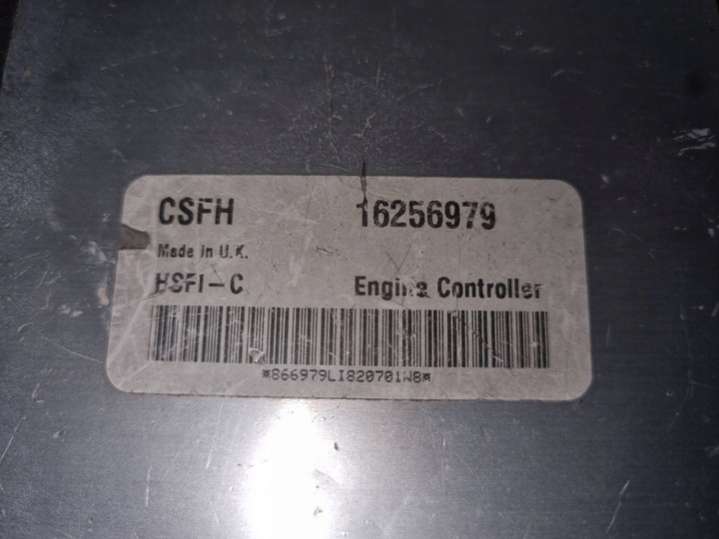 CSFH 16256979
Made in U.K.
HSFI-C Engine Controller
*866979LI820701W8*